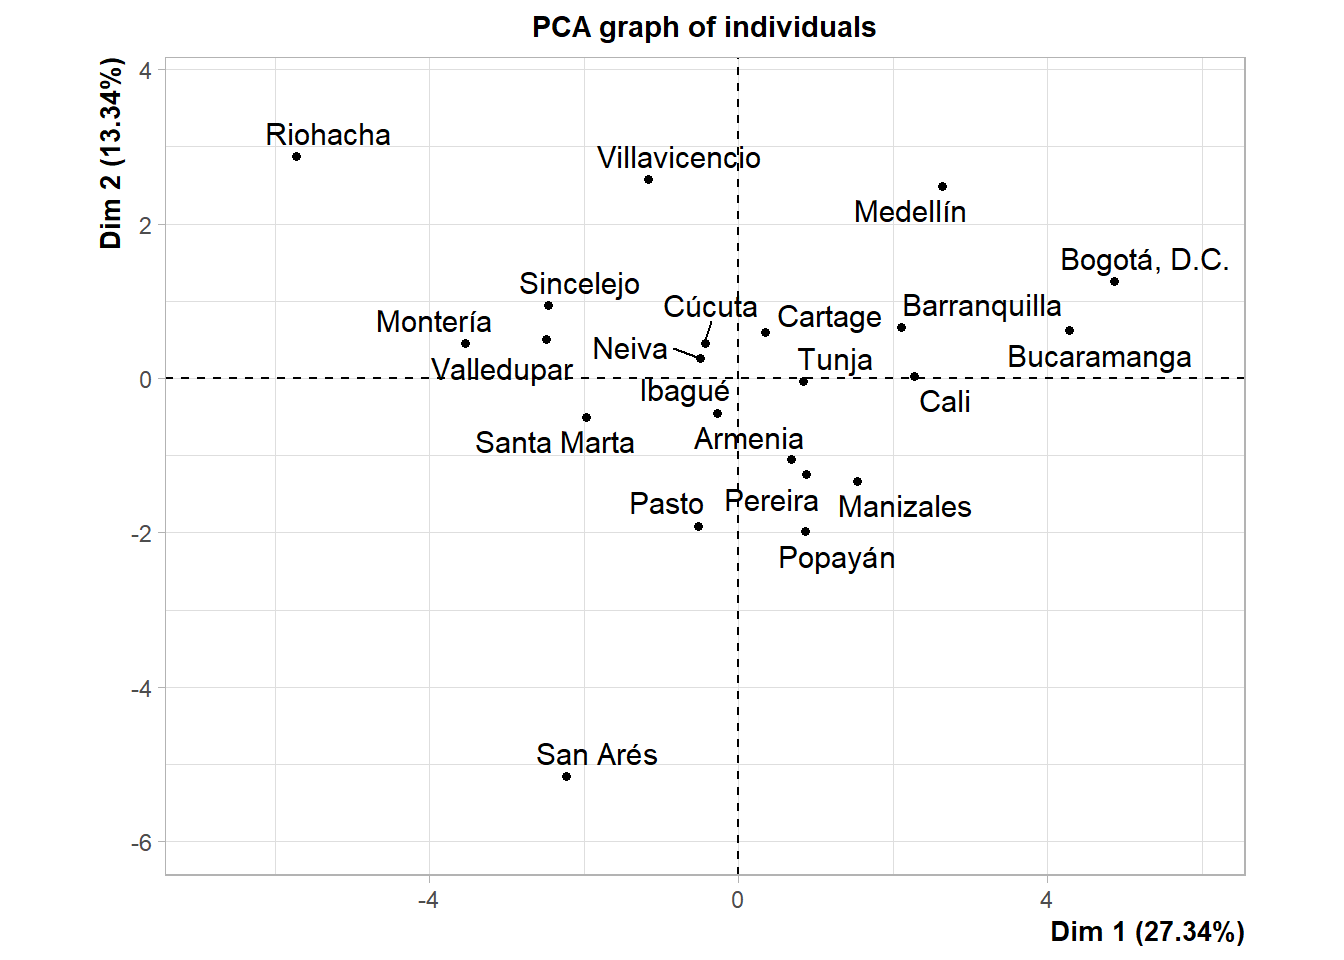 PCA graph of individuals
Dim 2 (13.34%)
4
2
0
-2
-4
-6
Riohacha
Villavicencio
Medellín
Bogotá, D.C.
Sincelejo
Cúcuta
Barranquilla
Montería
Cartage
Neiva
Tunja
Bucaramanga
Valledupar
Ibagué
Cali
Santa Marta
Armenia
Pasto
Pereira
Manizales
Popayán
San Arés
-4
0
4
Dim 1 (27.34%)